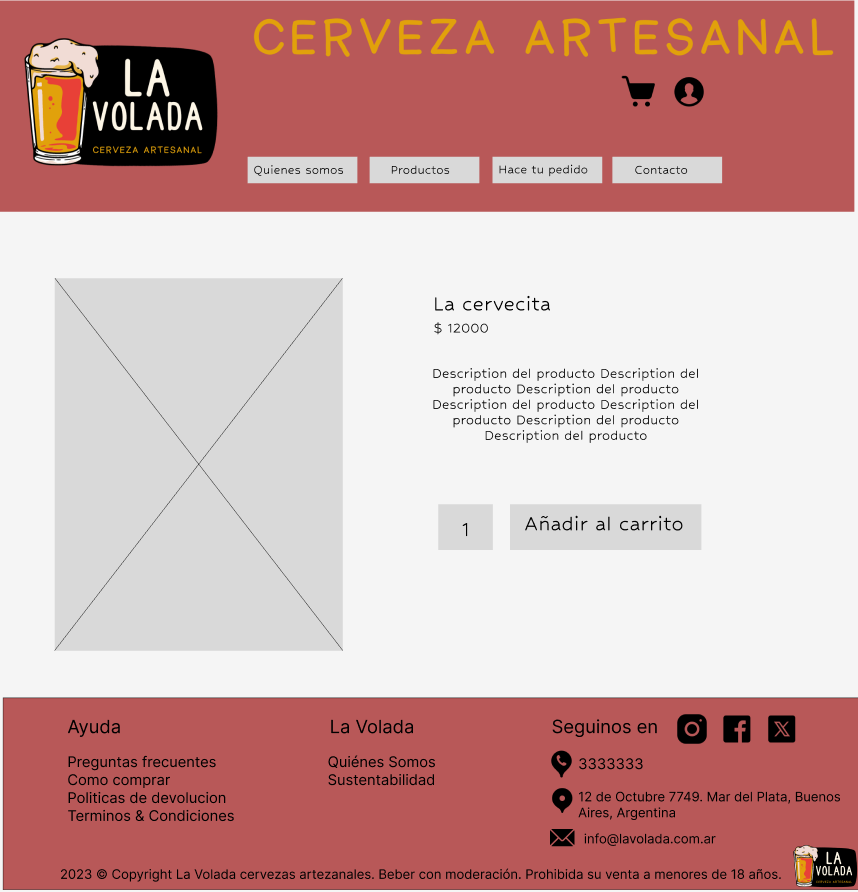 CERVEZA ARTESANAL
LA
VOLADA
CERVEZA ARTESANAL
Quienes somos
Productos
Hace tu pedido
Contacto
La cervecita
$ 12000
Description del producto Description del
producto Description del producto
Description del producto Description del
producto Description del producto
Description del producto
1
Añadir al carrito
Ayuda
Preguntas frecuentes
Como comprar
Politicas de devolucion
Terminos & Condiciones
La Volada
Quiénes Somos
Sustentabilidad
Seguinos en
3333333
12 de Octubre 7749. Mar del Plata, Buenos
Aires, Argentina
info@lavolada.com.ar
2023 © Copyright La Volada cervezas artezanales. Beber con moderación. Prohibida su venta a menores de 18 años.
LA
VOLADA
CERVEZA ARTESANAL